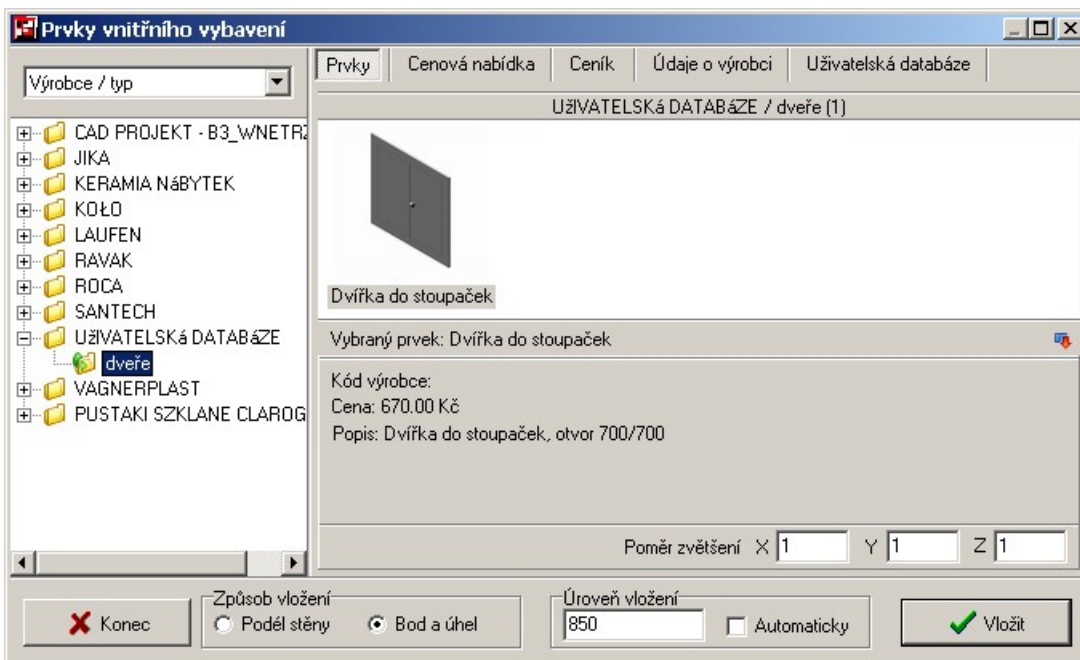 Prvky vnitřního vybavení
Výrobce / typ
Prvky
Cenová nabídka
Ceník
Údaje o výrobci
Uživatelská databáze
UžIVATELSKá DATABáZE / dveře (1)
CAD PROJEKT - B3_WNETRZ
JIKA
KERAMIA NáBYTEK
KOŁO
LAUFEN
RAVAK
ROCA
SANTECH
UžIVATELSKá DATABáZE
dveře
VAGNERPLAST
PUSTAKI SZKLANE CLAROG
Dvířka do stoupaček
Vybraný prvek: Dvířka do stoupaček
Kód výrobce:
Cena: 670.00 Kč
Popis: Dvířka do stoupaček, otvor 700/700
Poměr zvětšení X 1 Y 1 Z 1
Konec
Způsob vložení
Podél stěny
Bod a úhel
Úroveň vložení
850
Automaticky
Vložit